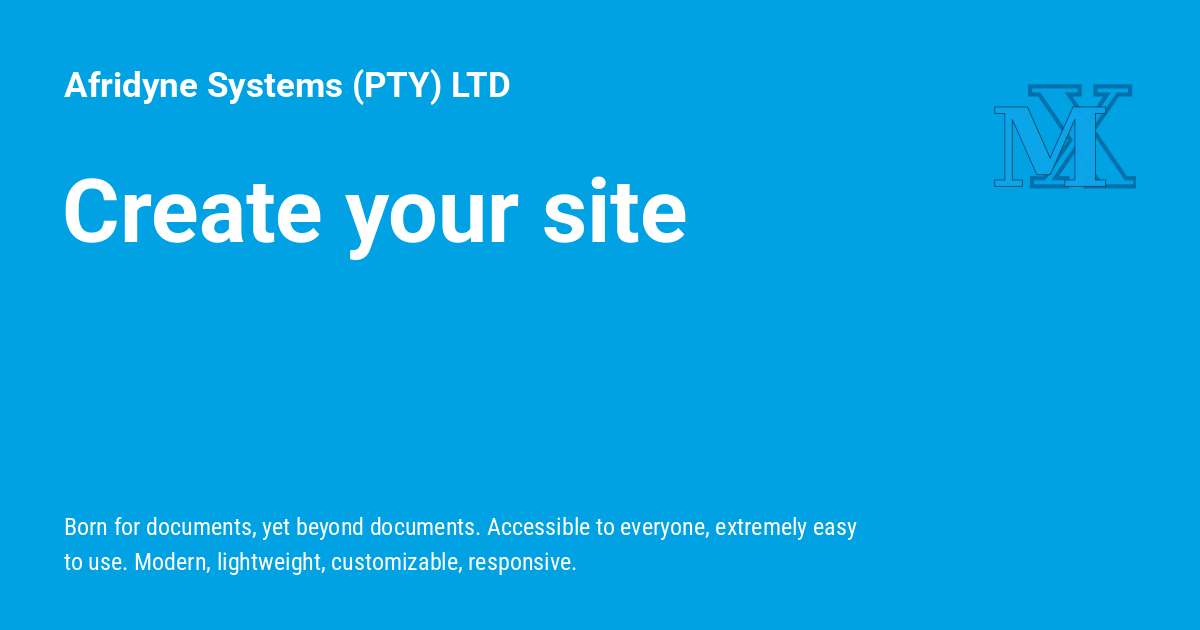 Afridyne Systems (PTY) LTD
MX
Create your site
Born for documents, yet beyond documents. Accessible to everyone, extremely easy
to use. Modern, lightweight, customizable, responsive.